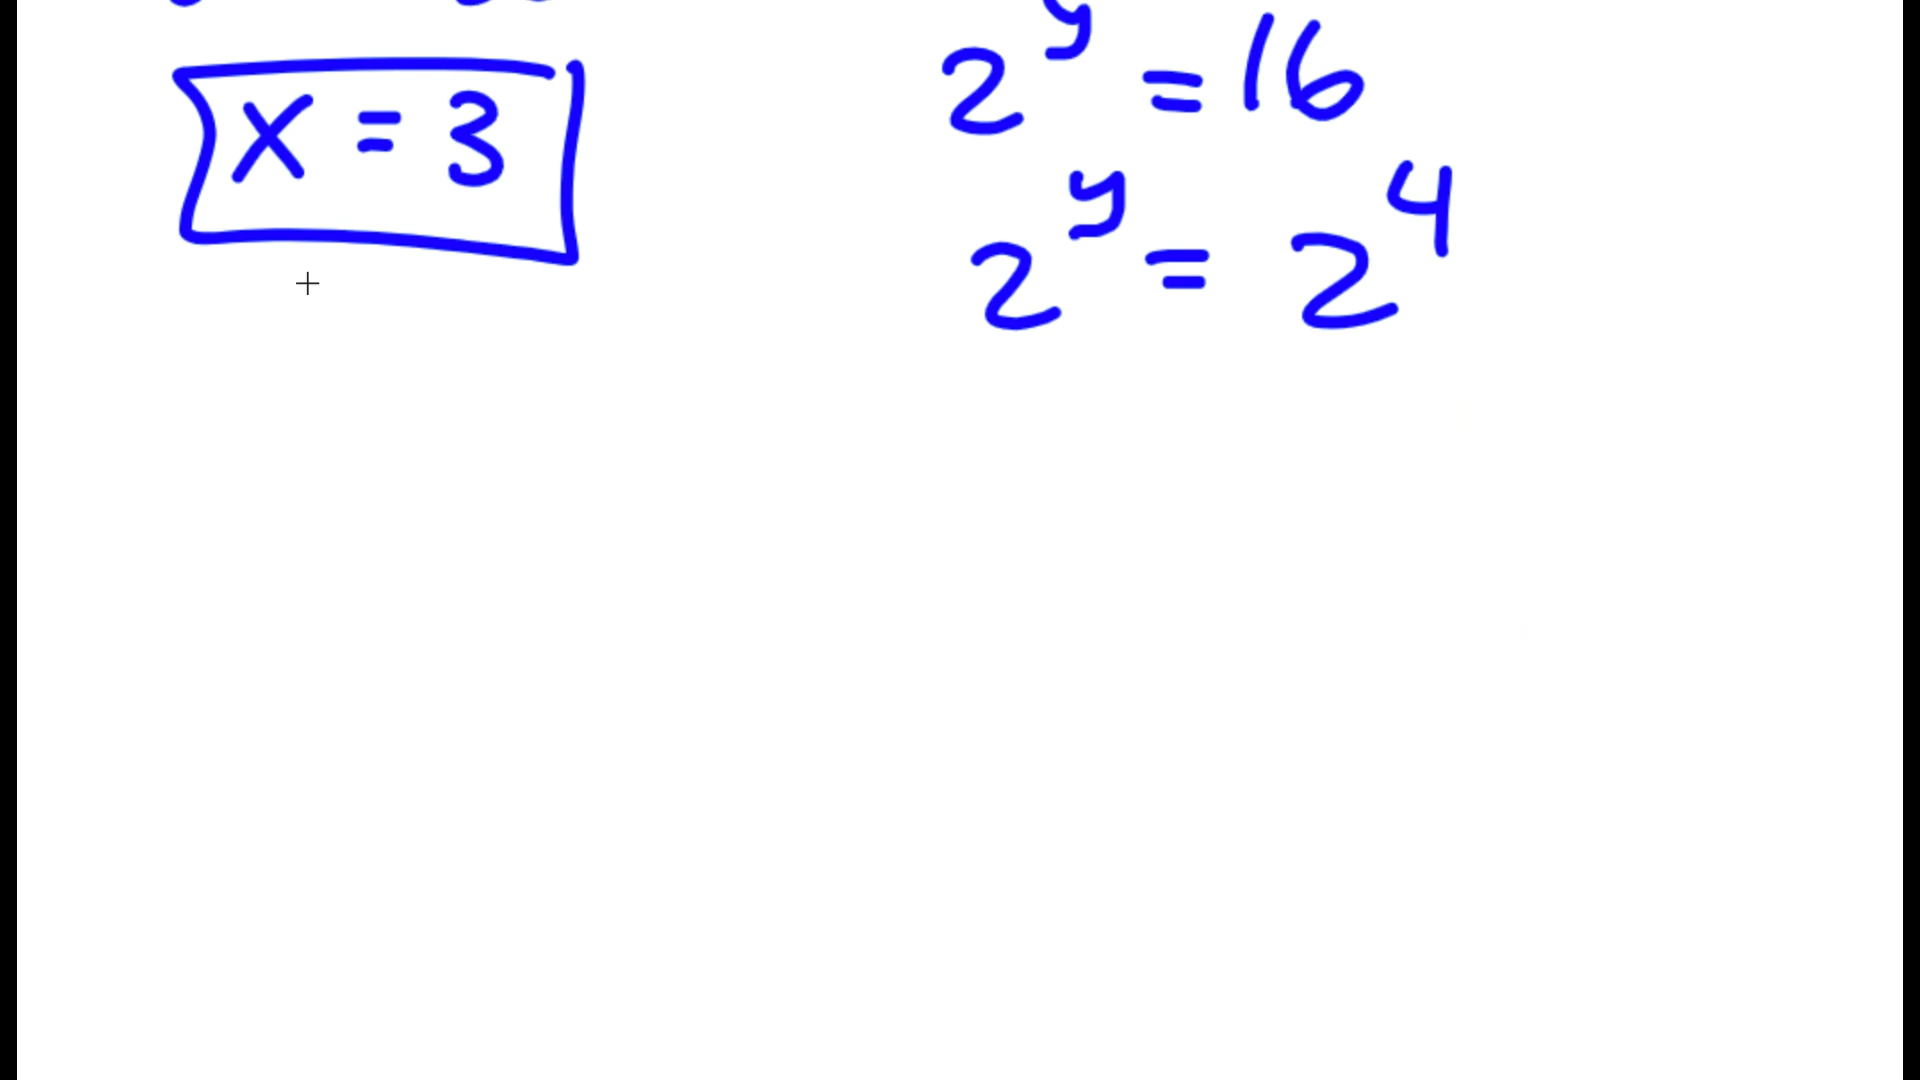 x = 3
2^y = 16
2^y = 2^4